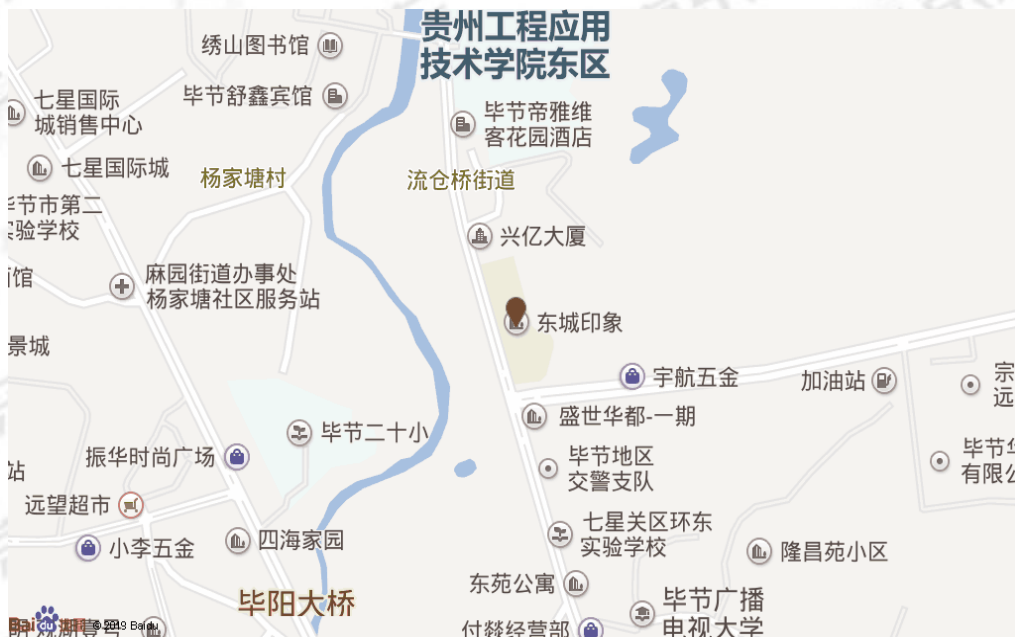 贵州工程应用
技术学院东区
绣山图书馆
毕节舒鑫宾馆
毕节帝雅维
客花园酒店
七星国际
城销售中心
七星国际城
杨家塘村
流仓桥街道
毕节市第二
实验学校
兴亿大厦
麻园街道办事处
杨家塘社区服务站
馆
东城印象
景城
宇航五金
加油站
宗
远
盛世华都-一期
毕节二十小
振华时尚广场
站
毕节地区
交警支队
毕节华
有限公
远望超市
小李五金
四海家园
七星关区环东
实验学校
隆昌苑小区
东苑公寓
毕阳大桥
毕节广播
电视大学
付燚经营部
Bai du 地图
© 2019 Baidu